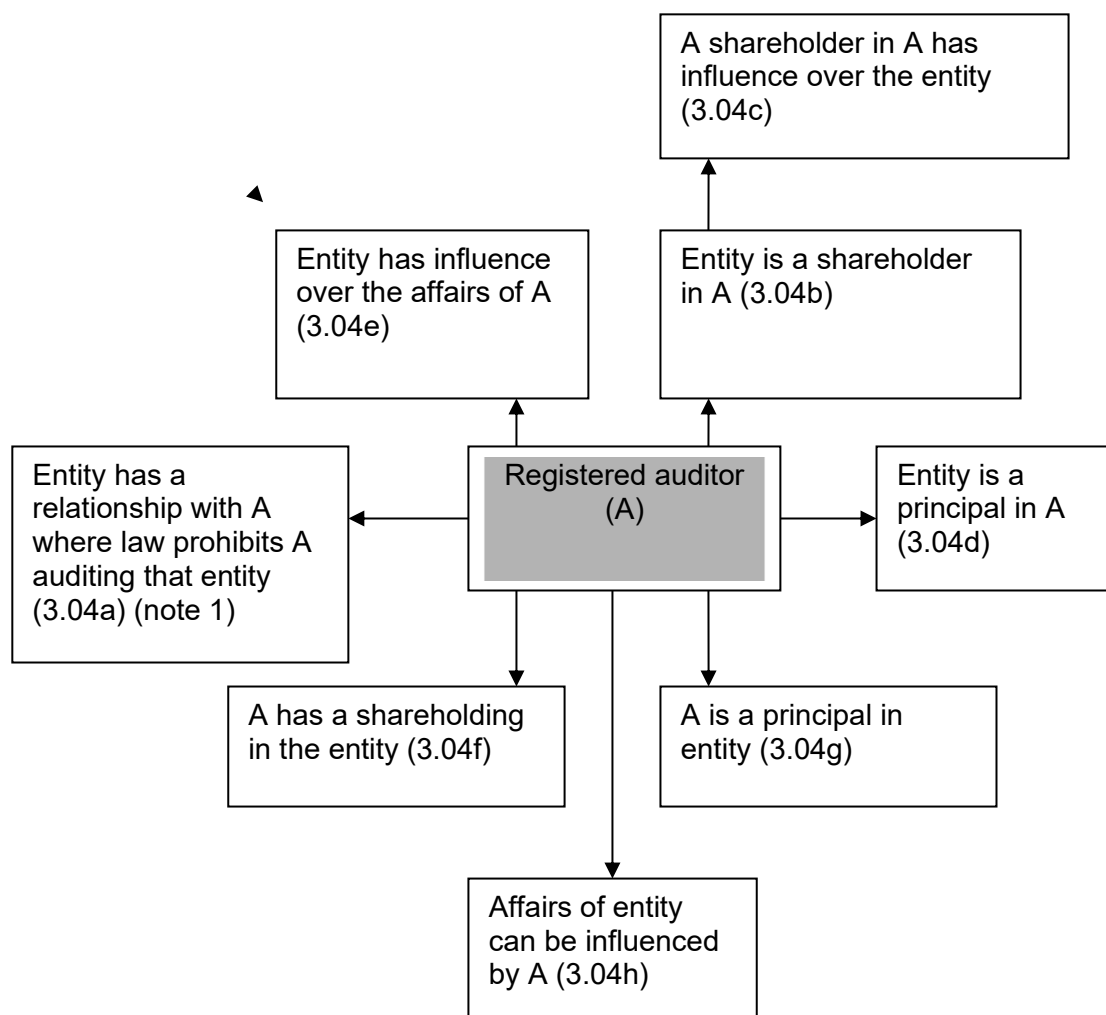 A shareholder in A has
influence over the entity
(3.04c)
Entity has influence
over the affairs of A
(3.04e)
Entity is a shareholder
in A (3.04b)
Entity has a
relationship with A
where law prohibits A
auditing that entity
(3.04a) (note 1)
Registered auditor
(A)
Entity is a
principal in A
(3.04d)
A has a shareholding
in the entity (3.04f)
A is a principal in
entity (3.04g)
Affairs of entity
can be influenced
by A (3.04h)